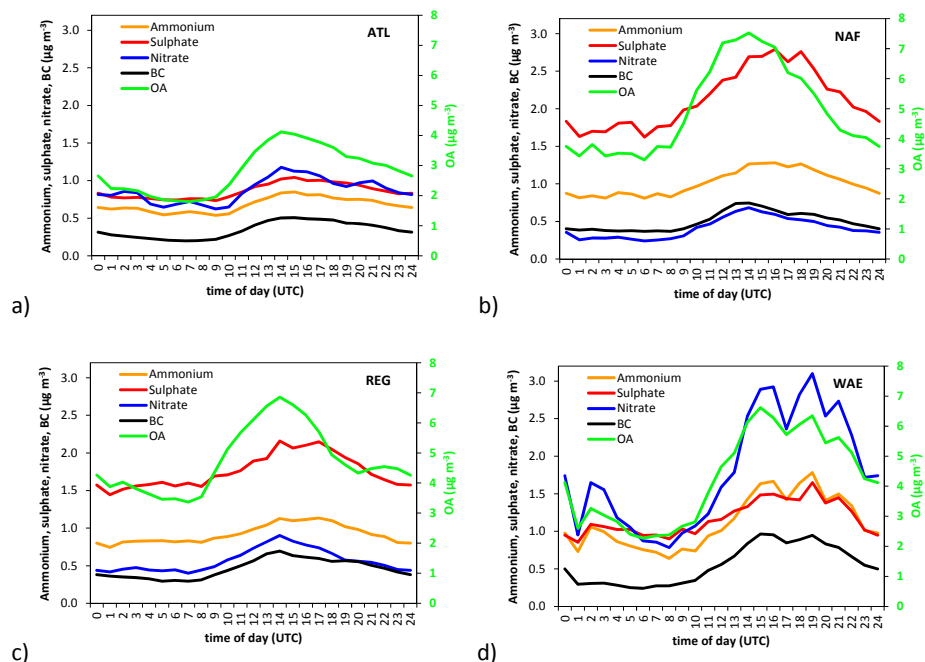 ATL
Ammonium
Sulphate
Nitrate
BC
OA
Ammonium, sulphate, nitrate, BC (µg m-3)
3.0
2.5
2.0
1.5
1.0
0.5
0.0
OA (µg m-3)
8
7
6
5
4
3
2
1
0
0 1 2 3 4 5 6 7 8 9 10 11 12 13 14 15 16 17 18 19 20 21 22 23 24
time of day (UTC)
a)
NAF
Ammonium
Sulphate
Nitrate
BC
OA
Ammonium, sulphate, nitrate, BC (µg m-3)
3.0
2.5
2.0
1.5
1.0
0.5
0.0
OA (µg m-3)
8
7
6
5
4
3
2
1
0
0 1 2 3 4 5 6 7 8 9 10 11 12 13 14 15 16 17 18 19 20 21 22 23 24
time of day (UTC)
b)
REG
Ammonium
Sulphate
Nitrate
BC
OA
Ammonium, sulphate, nitrate, BC (µg m-3)
3.0
2.5
2.0
1.5
1.0
0.5
0.0
OA (µg m-3)
8
7
6
5
4
3
2
1
0
0 1 2 3 4 5 6 7 8 9 10 11 12 13 14 15 16 17 18 19 20 21 22 23 24
time of day (UTC)
c)
WAE
Ammonium
Sulphate
Nitrate
BC
OA
Ammonium, sulphate, nitrate, BC (µg m-3)
3.0
2.5
2.0
1.5
1.0
0.5
0.0
OA (µg m-3)
8
7
6
5
4
3
2
1
0
0 1 2 3 4 5 6 7 8 9 10 11 12 13 14 15 16 17 18 19 20 21 22 23 24
time of day (UTC)
d)